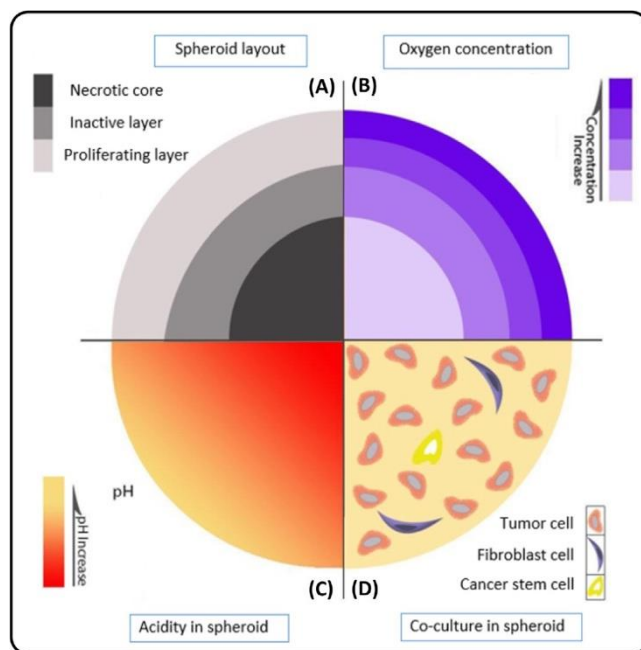 Spheroid layout
Oxygen concentration
(A)
(B)
Necrotic core
Inactive layer
Proliferating layer
Concentration
Increase
pH
pH Increase
Tumor cell
Fibroblast cell
Cancer stem cell
(C)
(D)
Acidity in spheroid
Co-culture in spheroid